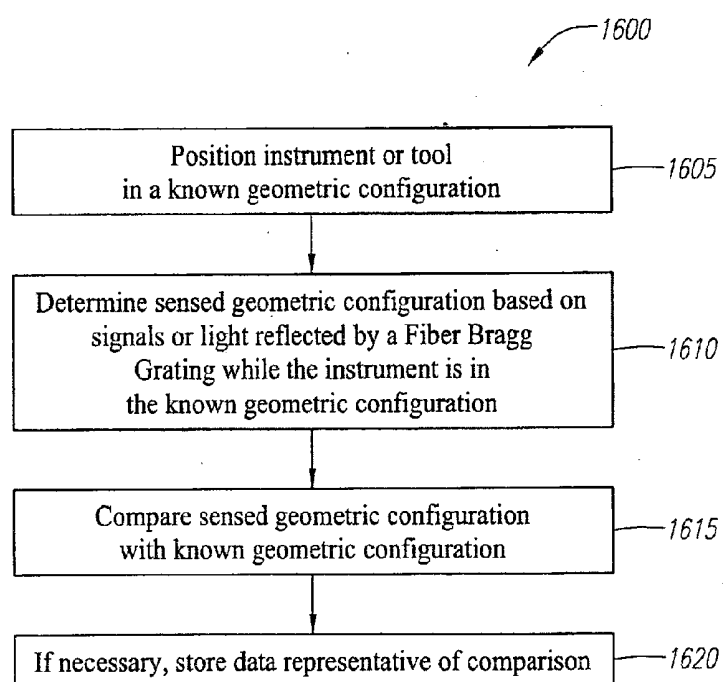 1600
Position instrument or tool
in a known geometric configuration
1605
Determine sensed geometric configuration based on
signals or light reflected by a Fiber Bragg
Grating while the instrument is in
the known geometric configuration
1610
Compare sensed geometric configuration
with known geometric configuration
1615
If necessary, store data representative of comparison
1620